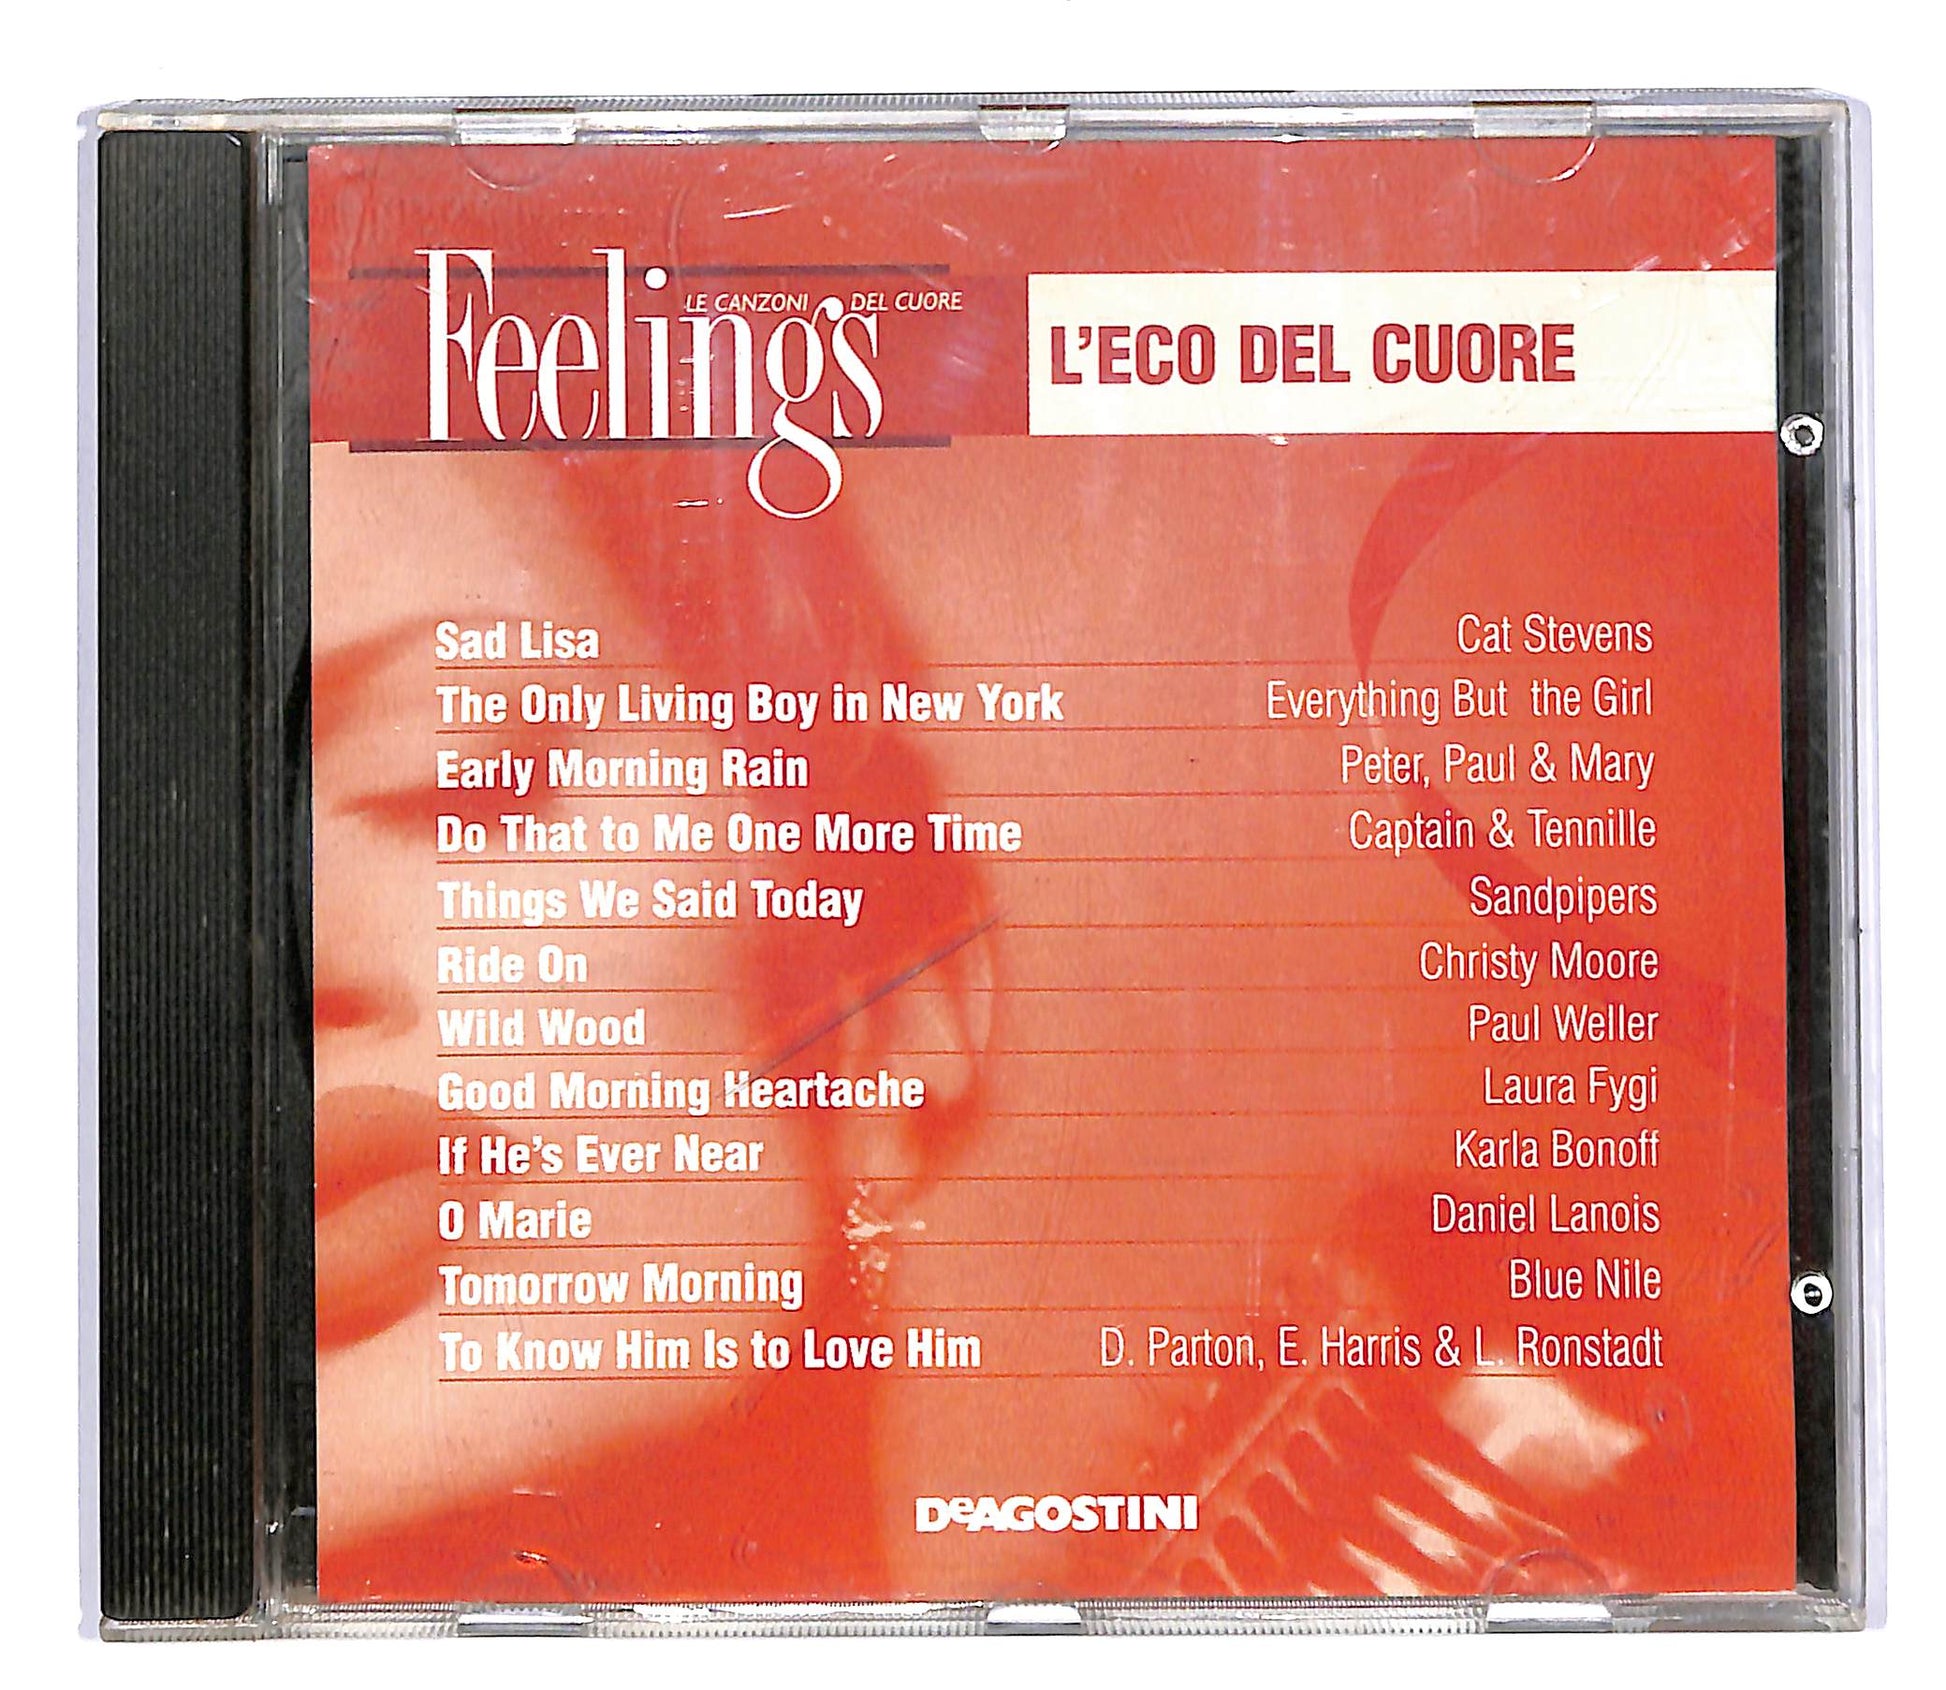 Feelings
LE CANZONI DEL CUORE
L'ECO DEL CUORE
Sad Lisa Cat Stevens
The Only Living Boy in New York Everything But the Girl
Early Morning Rain Peter, Paul & Mary
Do That to Me One More Time Captain & Tennille
Things We Said Today Sandpipers
Ride On Christy Moore
Wild Wood Paul Weller
Good Morning Heartache Laura Fygi
If He's Ever Near Karla Bonoff
O Marie Daniel Lanois
Tomorrow Morning Blue Nile
To Know Him Is to Love Him D. Parton, E. Harris & L. Ronstadt
DeAGOSTINI